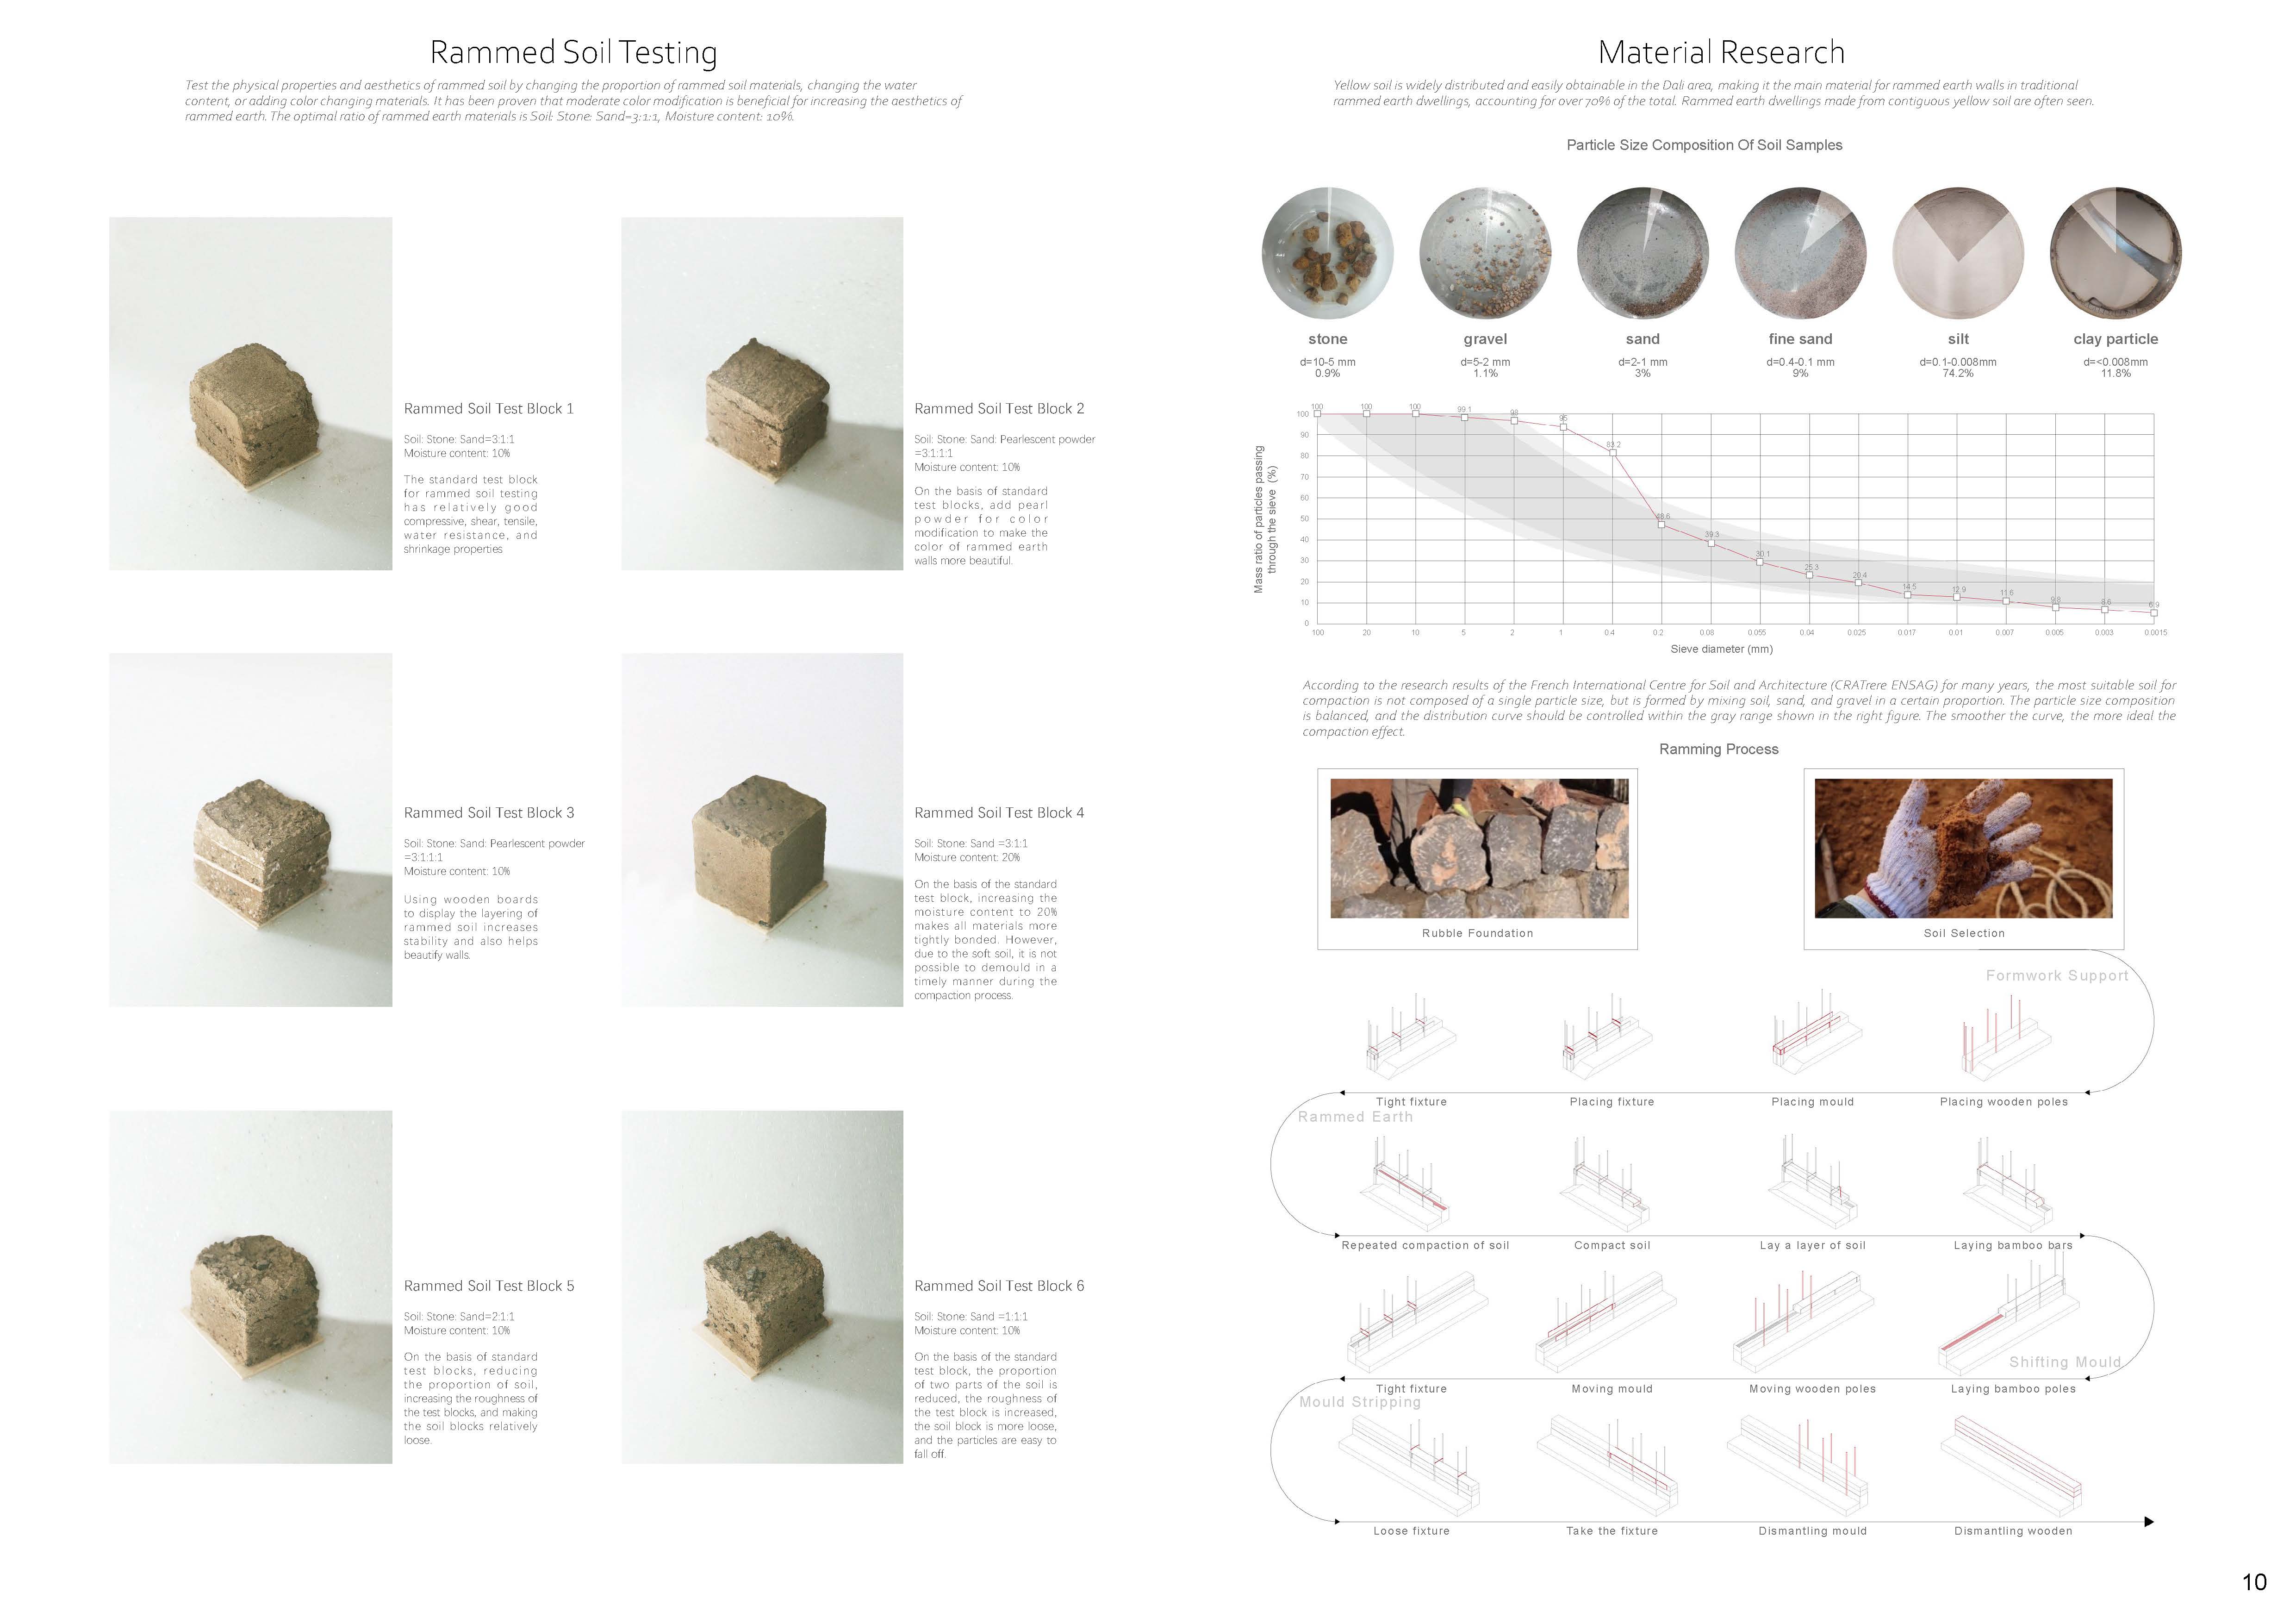 Rammed Soil Testing
Test the physical properties and aesthetics of rammed soil by changing the proportion of rammed soil materials, changing the water
content, or adding color changing materials. It has been proven that moderate color modification is beneficial for increasing the aesthetics of
rammed earth. The optimal ratio of rammed earth materials is Soil: Stone: Sand=3:1:1, Moisture content: 10%.
Rammed Soil Test Block 1
Soil: Stone: Sand=3:1:1
Moisture content: 10%
The standard test block
for rammed soil testing
has relatively good
compressive, shear, tensile,
water resistance, and
shrinkage properties
Rammed Soil Test Block 2
Soil: Stone: Sand: Pearlescent powder
=3:1:1:1
Moisture content: 10%
On the basis of standard
test blocks, add pearl
powder for color
modification to make the
color of rammed earth
walls more beautiful.
Rammed Soil Test Block 3
Soil: Stone: Sand: Pearlescent powder
=3:1:1:1
Moisture content: 10%
Using wooden boards
to display the layering of
rammed soil increases
stability and also helps
beautify walls.
Rammed Soil Test Block 4
Soil: Stone: Sand =3:1:1
Moisture content: 20%
On the basis of the standard
test block, increasing the
moisture content to 20%
makes all materials more
tightly bonded. However,
due to the soft soil, it is not
possible to demould in a
timely manner during the
compaction process.
Rammed Soil Test Block 5
Soil: Stone: Sand=2:1:1
Moisture content: 10%
On the basis of standard
test blocks, reducing
the proportion of soil,
increasing the roughness of
the test blocks, and making
the soil blocks relatively
loose.
Rammed Soil Test Block 6
Soil: Stone: Sand =1:1:1
Moisture content: 10%
On the basis of the standard
test block, the proportion
of two parts of the soil is
reduced, the roughness of
the test block is increased,
the soil block is more loose,
and the particles are easy to
fall off.
Material Research
Yellow soil is widely distributed and easily obtainable in the Dali area, making it the main material for rammed earth walls in traditional
rammed earth dwellings, accounting for over 70% of the total. Rammed earth dwellings made from contiguous yellow soil are often seen.
Particle Size Composition Of Soil Samples
stone gravel sand fine sand silt clay particle
d=10-5 mm d=5-2 mm d=2-1 mm d=0.4-0.1 mm d=0.1-0.008mm d=<0.008mm
0.9% 1.1% 3% 9% 74.2% 11.8%
Mass ratio of particles passing
through the sieve (%)
100
90
80
70
60
50
40
30
20
10
0
100 100 100 99.1 98 95 83.2 48.6 39.3 30.1 25.3 20.4 14.5 12.9 11.6 9.8 8.6 6.9
100 20 10 5 2 1 0.4 0.2 0.08 0.055 0.04 0.025 0.017 0.01 0.007 0.005 0.003 0.0015
Sieve diameter (mm)
According to the research results of the French International Centre for Soil and Architecture (CRATrere ENSAG) for many years, the most suitable soil for
compaction is not composed of a single particle size, but is formed by mixing soil, sand, and gravel in a certain proportion. The particle size composition
is balanced, and the distribution curve should be controlled within the gray range shown in the right figure. The smoother the curve, the more ideal the
compaction effect.
Ramming Process
Rubble Foundation
Soil Selection
Formwork Support
Tight fixture Placing fixture Placing mould Placing wooden poles
Rammed Earth
Repeated compaction of soil Compact soil Lay a layer of soil Laying bamboo bars
Shifting Mould
Tight fixture Moving mould Moving wooden poles Laying bamboo poles
Mould Stripping
Loose fixture Take the fixture Dismantling mould Dismantling wooden
10